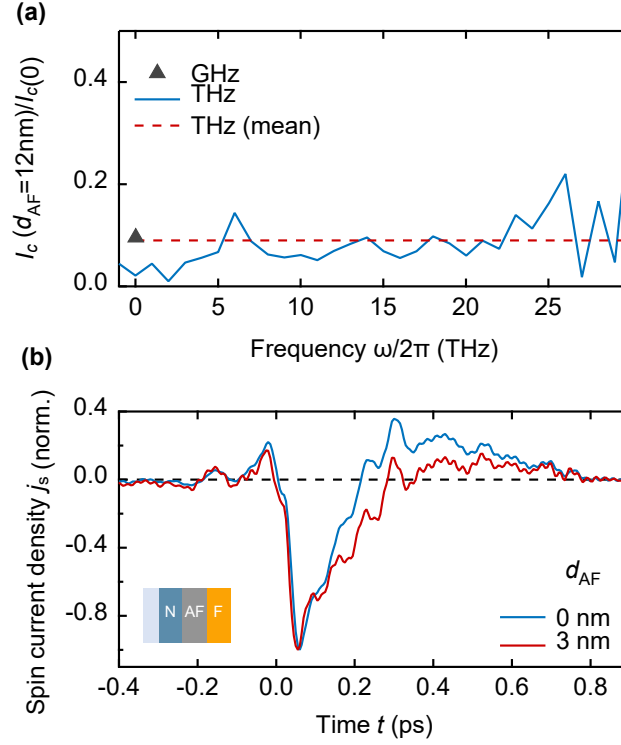 (a)
I_c (d_AF=12nm)/I_c(0)
0.4
0.2
0.0
GHz
THz
THz (mean)
0 5 10 15 20 25
Frequency ω/2π (THz)
(b)
Spin current density j_s (norm.)
0.4
0.0
-0.4
-0.8
N AF F
d_AF
0 nm
3 nm
-0.4 -0.2 0.0 0.2 0.4 0.6 0.8
Time t (ps)